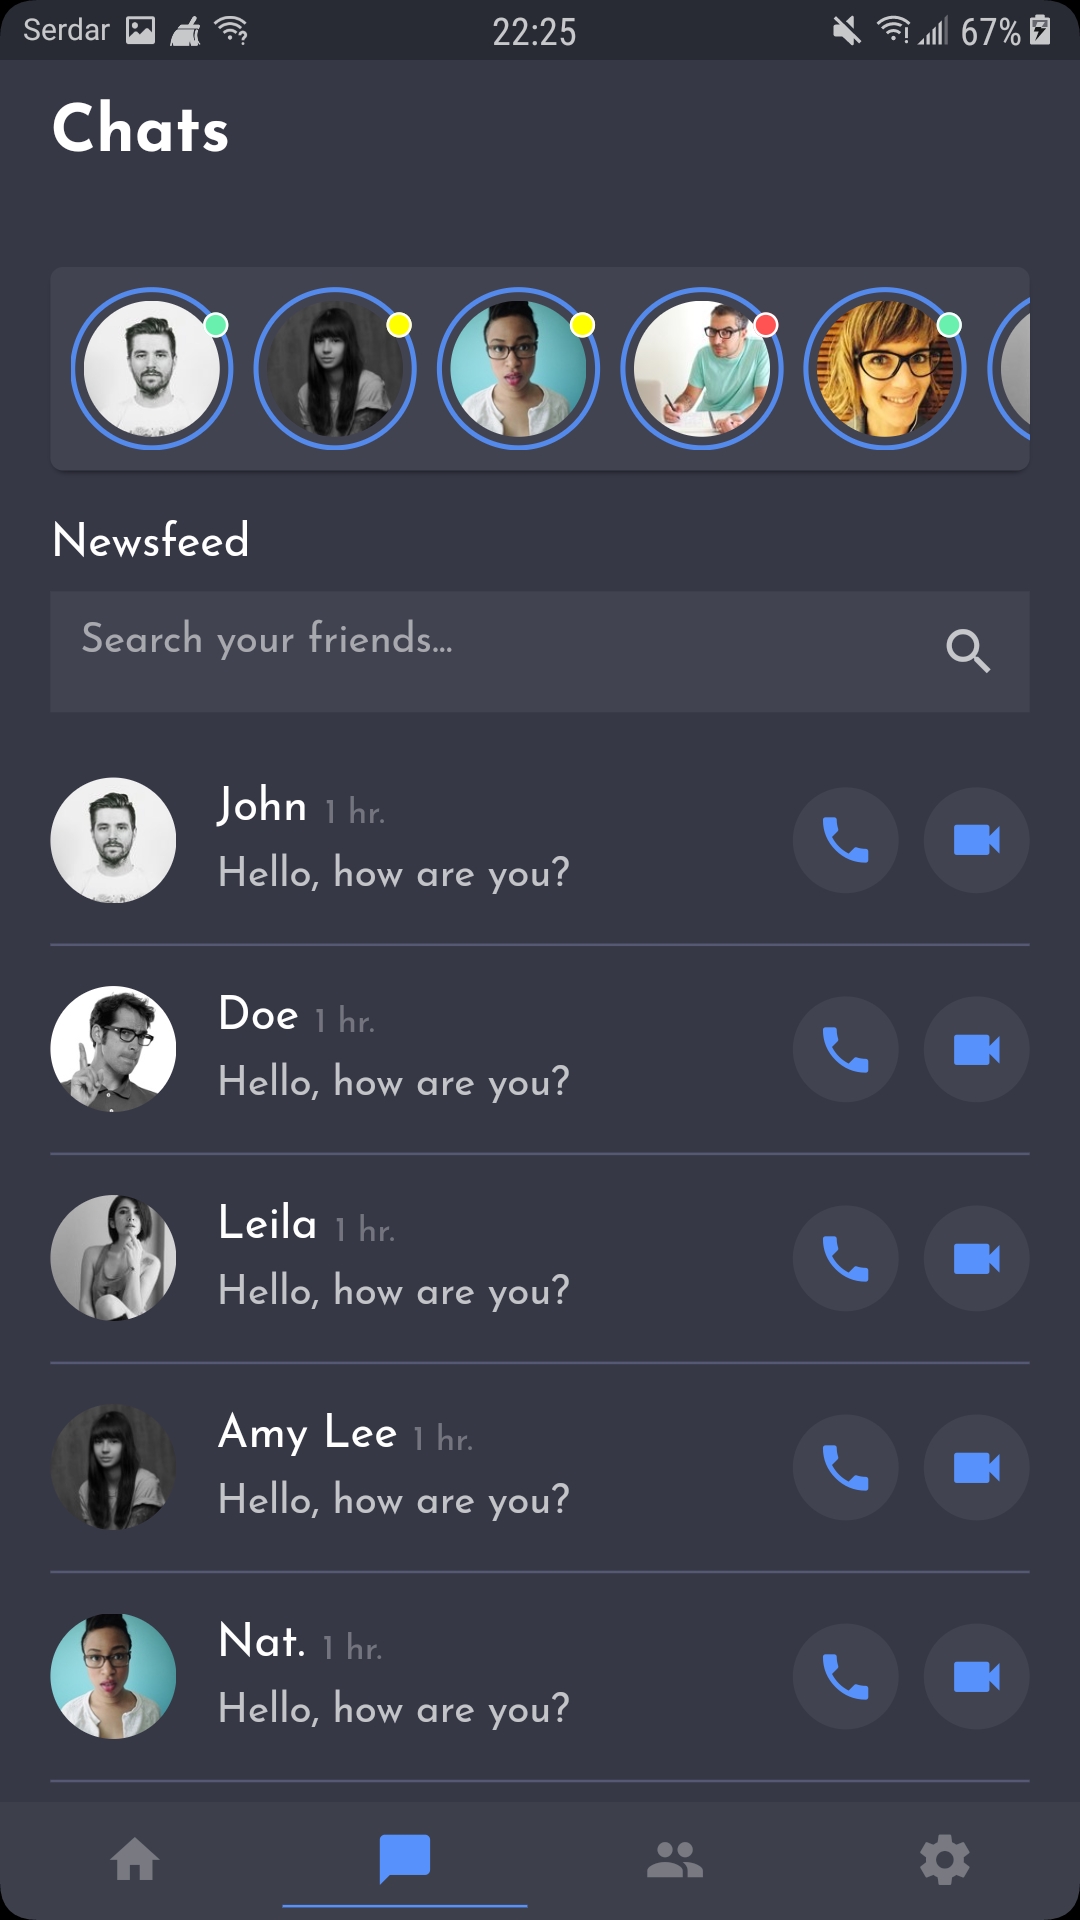 Serdar 22:25 67%
Chats
Newsfeed
Search your friends...
John 1 hr.
Hello, how are you?
Doe 1 hr.
Hello, how are you?
Leila 1 hr.
Hello, how are you?
Amy Lee 1 hr.
Hello, how are you?
Nat. 1 hr.
Hello, how are you?